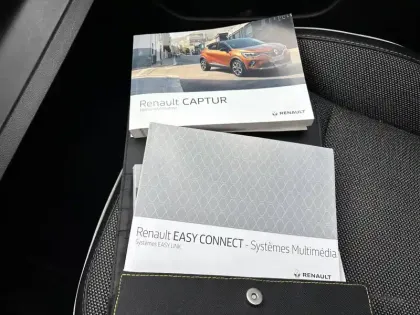 Renault CAPTUR
RENAULT
Renault EASY CONNECT - Systèmes Multimédia
Systèmes EASY LINK
RENAULT